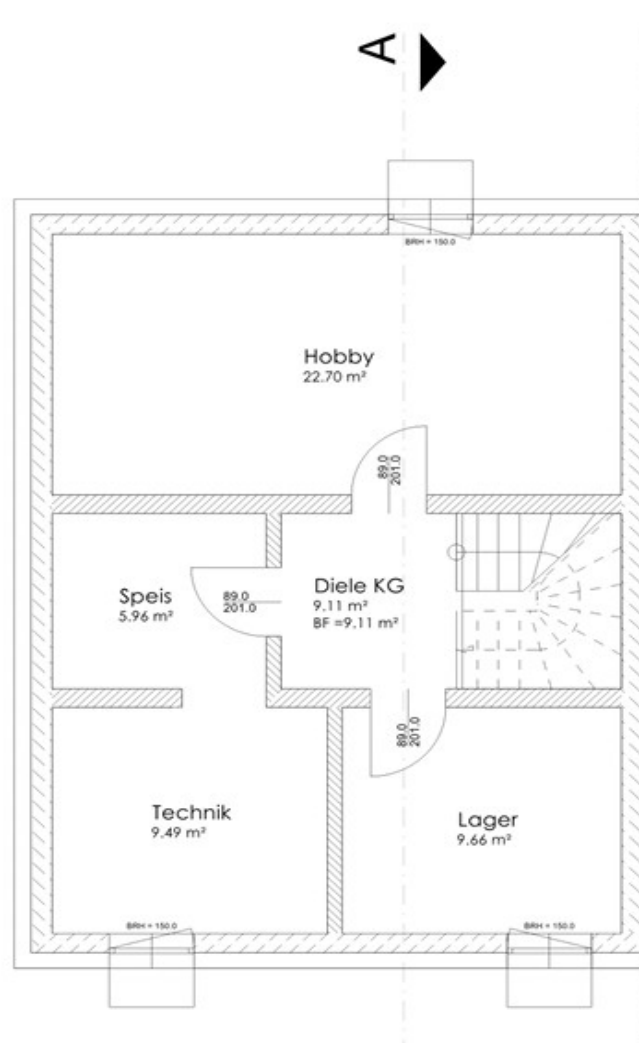 A
BRH = 150.0
Hobby
22.70 m²
89.0
201.0
Speis
5.96 m²
89.0
201.0
Diele KG
9.11 m²
BF =9.11 m²
89.0
201.0
Technik
9.49 m²
Lager
9.66 m²
BRH = 150.0
BRH = 150.0